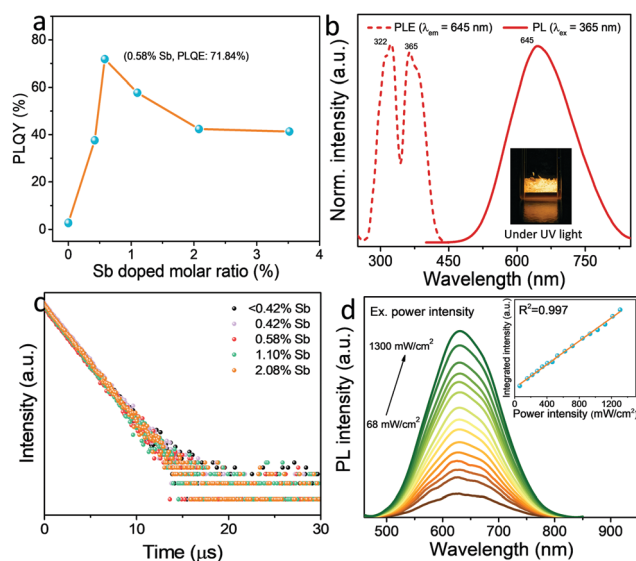 a
80
60
40
20
0
PLQY (%)
(0.58% Sb, PLQE: 71.84%)
0 1 2 3 4
Sb doped molar ratio (%)
b
PLE (λem = 645 nm) PL (λex = 365 nm)
322 365 645
Norm. intensity (a.u.)
Under UV light
300 450 600 750
Wavelength (nm)
c
<0.42% Sb
0.42% Sb
0.58% Sb
1.10% Sb
2.08% Sb
Intensity (a.u.)
0 10 20 30
Time (μs)
d
Ex. power intensity
1300 mW/cm²
68 mW/cm²
PL intensity (a.u.)
R²=0.997
Integrated intensity (a.u.)
0 400 800 1200
Power intensity (mW/cm²)
500 600 700 800 900
Wavelength (nm)